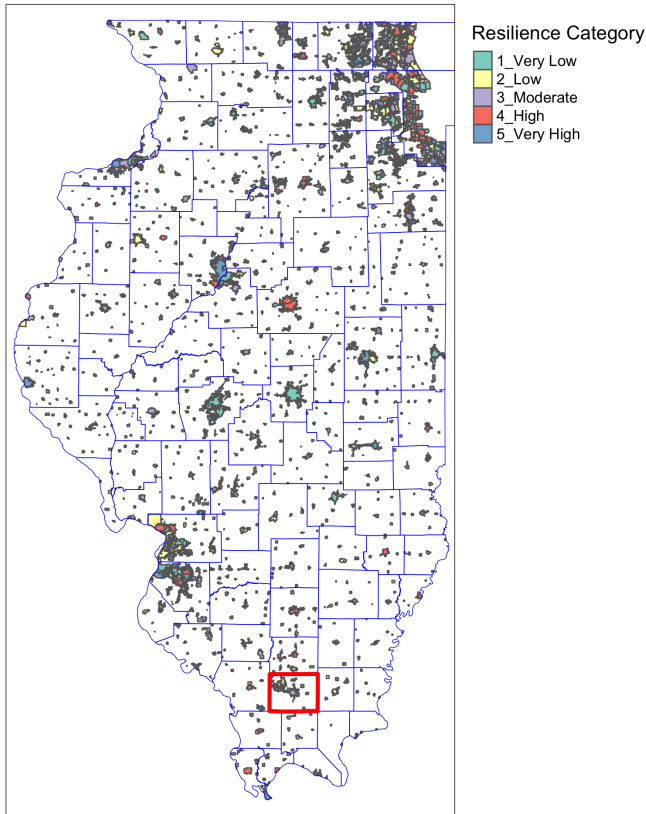 Resilience Category
1_Very Low
2_Low
3_Moderate
4_High
5_Very High